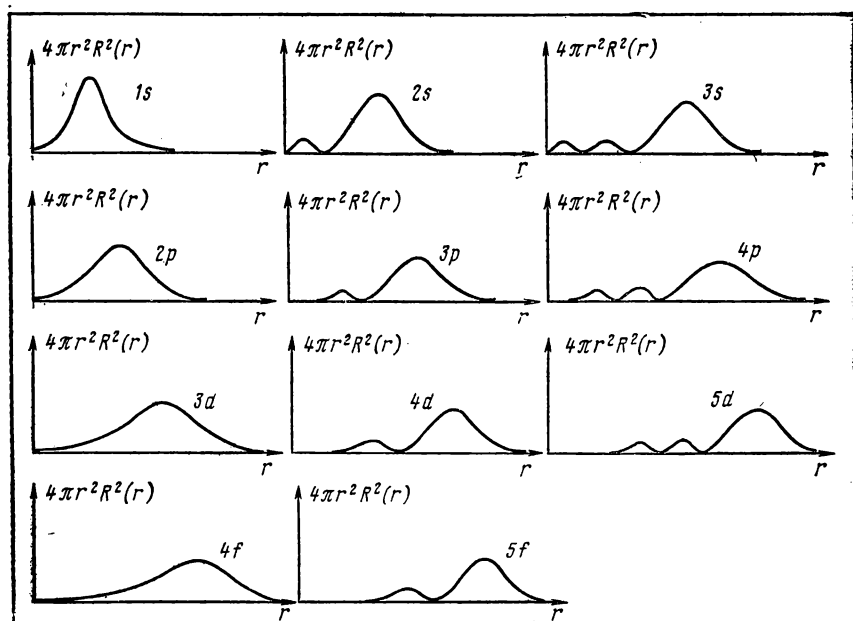 4πr²R²(r) 1s r
4πr²R²(r) 2s r
4πr²R²(r) 3s r
4πr²R²(r) 2p r
4πr²R²(r) 3p r
4πr²R²(r) 4p r
4πr²R²(r) 3d r
4πr²R²(r) 4d r
4πr²R²(r) 5d r
4πr²R²(r) 4f r
4πr²R²(r) 5f r